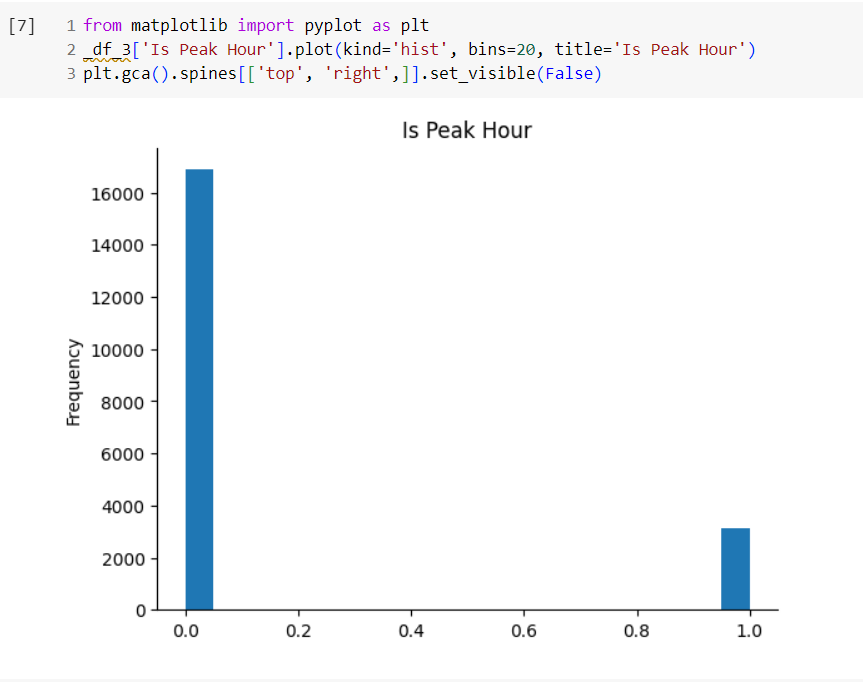 [7]
1 from matplotlib import pyplot as plt
2 _df_3['Is Peak Hour'].plot(kind='hist', bins=20, title='Is Peak Hour')
3 plt.gca().spines[['top', 'right',]].set_visible(False)
Is Peak Hour
16000
14000
12000
10000
8000
6000
4000
2000
0
Frequency
0.0 0.2 0.4 0.6 0.8 1.0